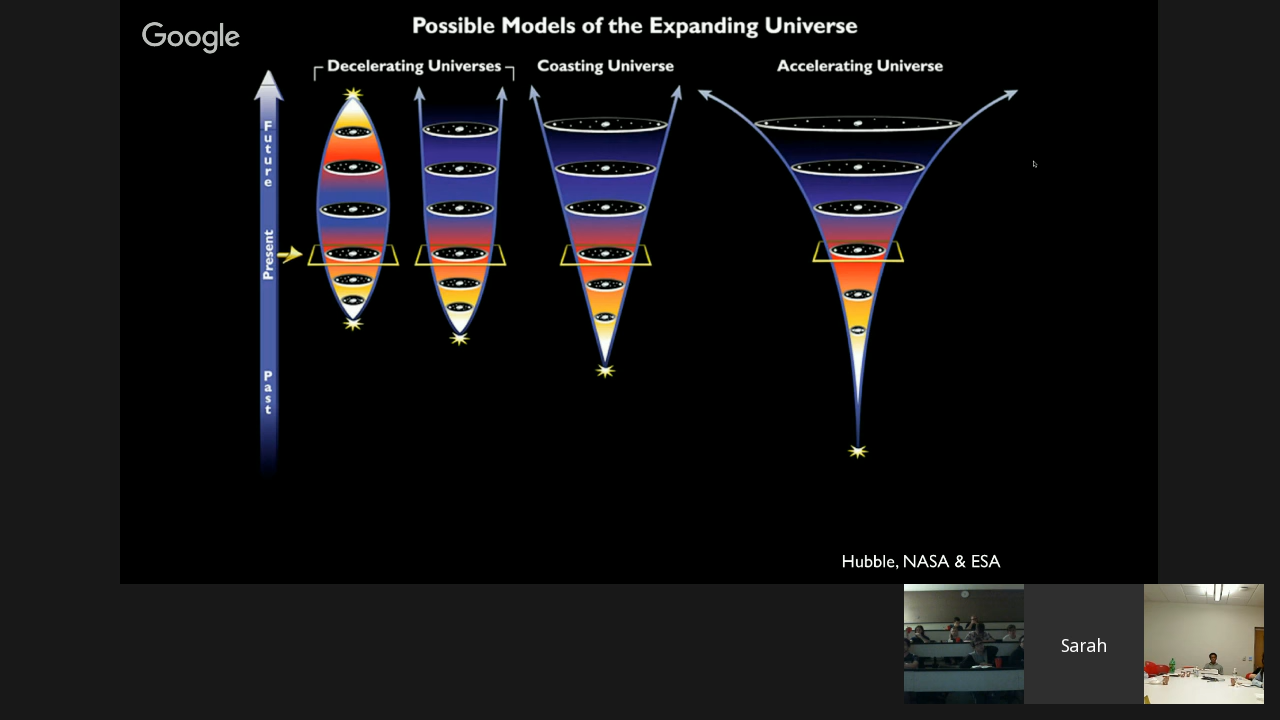 Google
Possible Models of the Expanding Universe
Decelerating Universes
Coasting Universe
Accelerating Universe
Future
Present
Past
Hubble, NASA & ESA
Sarah